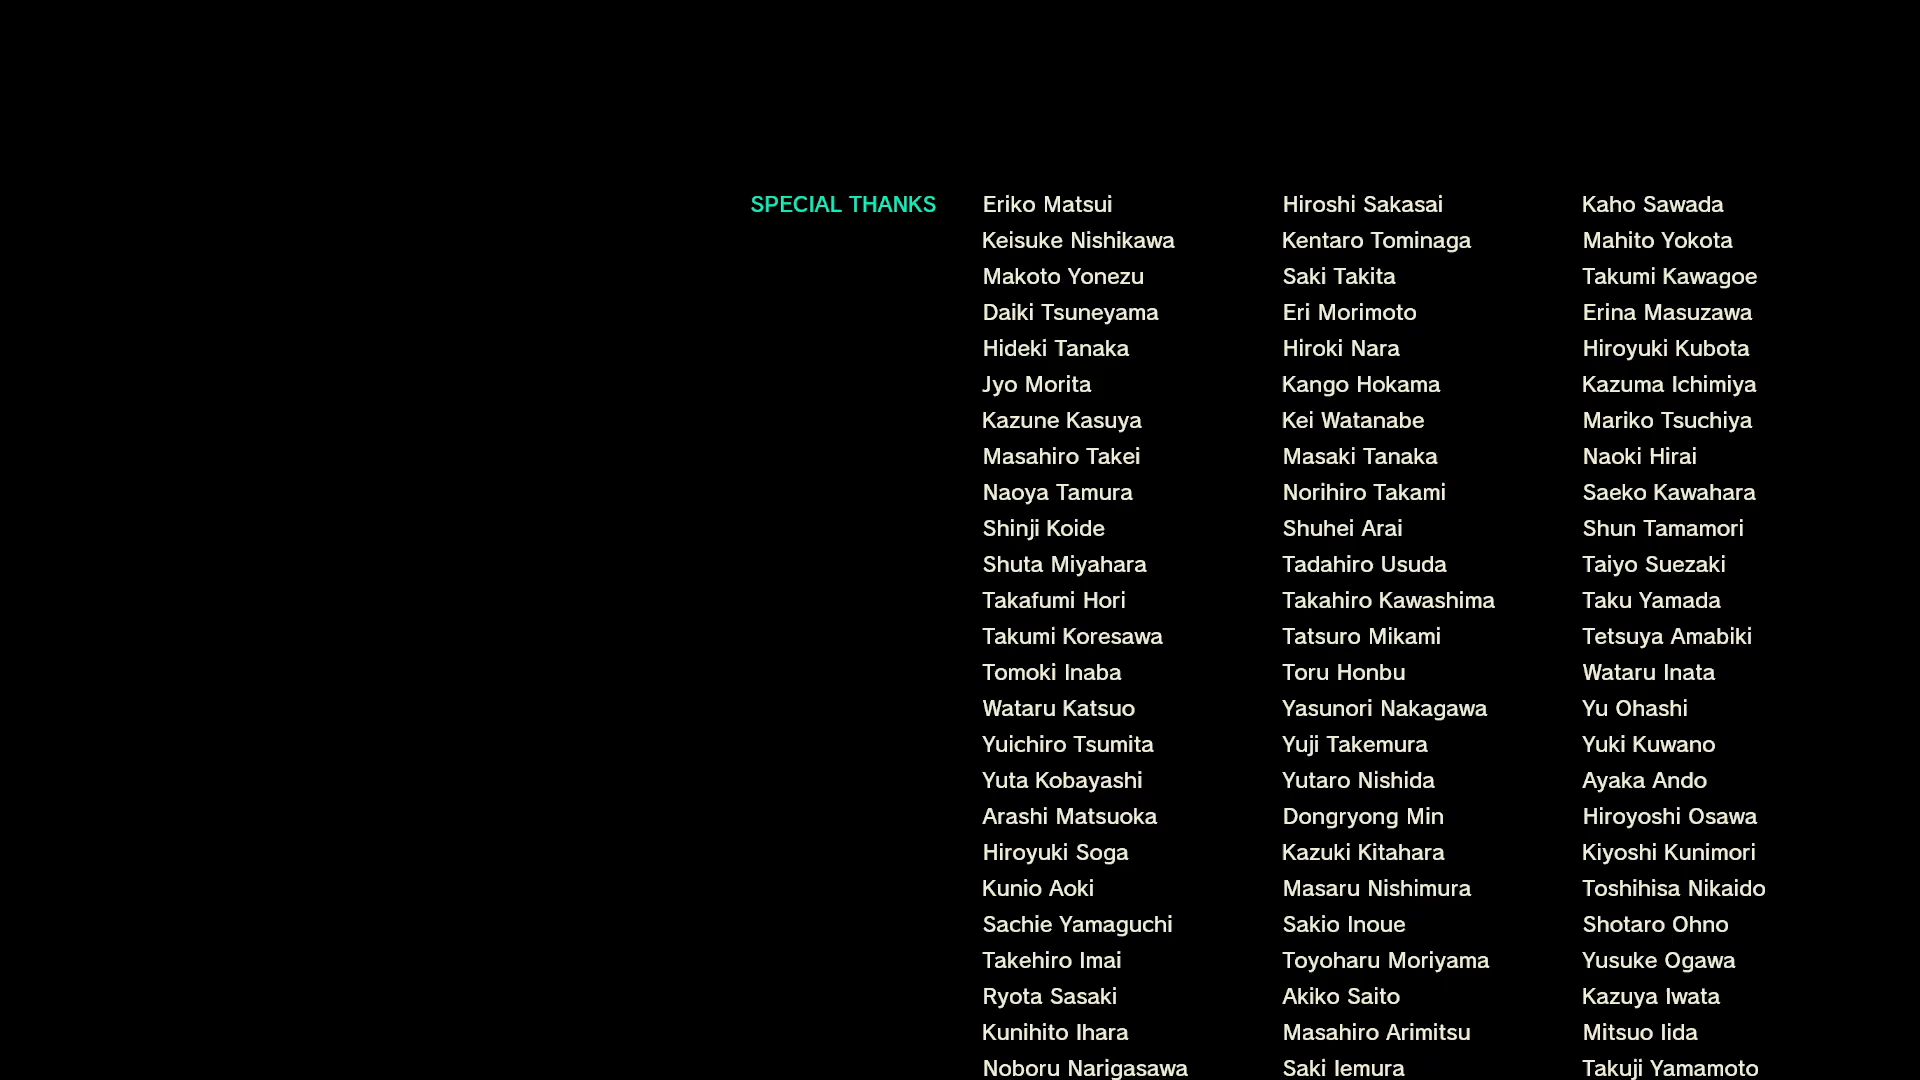 SPECIAL THANKS Eriko Matsui Hiroshi Sakasai Kaho Sawada
Keisuke Nishikawa Kentaro Tominaga Mahito Yokota
Makoto Yonezu Saki Takita Takumi Kawagoe
Daiki Tsuneyama Eri Morimoto Erina Masuzawa
Hideki Tanaka Hiroki Nara Hiroyuki Kubota
Jyo Morita Kango Hokama Kazuma Ichimiya
Kazune Kasuya Kei Watanabe Mariko Tsuchiya
Masahiro Takei Masaki Tanaka Naoki Hirai
Naoya Tamura Norihiro Takami Saeko Kawahara
Shinji Koide Shuhei Arai Shun Tamamori
Shuta Miyahara Tadahiro Usuda Taiyo Suezaki
Takafumi Hori Takahiro Kawashima Taku Yamada
Takumi Koresawa Tatsuro Mikami Tetsuya Amabiki
Tomoki Inaba Toru Honbu Wataru Inata
Wataru Katsuo Yasunori Nakagawa Yu Ohashi
Yuichiro Tsumita Yuji Takemura Yuki Kuwano
Yuta Kobayashi Yutaro Nishida Ayaka Ando
Arashi Matsuoka Dongryong Min Hiroyoshi Osawa
Hiroyuki Soga Kazuki Kitahara Kiyoshi Kunimori
Kunio Aoki Masaru Nishimura Toshihisa Nikaido
Sachie Yamaguchi Sakio Inoue Shotaro Ohno
Takehiro Imai Toyoharu Moriyama Yusuke Ogawa
Ryota Sasaki Akiko Saito Kazuya Iwata
Kunihito Ihara Masahiro Arimitsu Mitsuo Iida
Noboru Narigasawa Saki Iemura Takuji Yamamoto